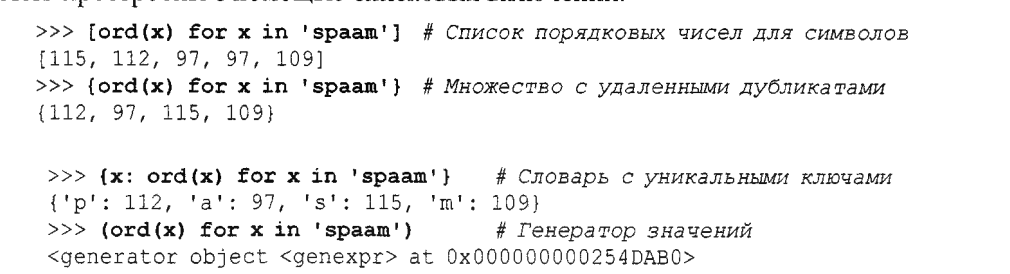 >>> [ord(x) for x in 'spaam'] # Список порядковых чисел для символов
[115, 112, 97, 97, 109]
>>> {ord(x) for x in 'spaam'} # Множество с удаленными дубликатами
{112, 97, 115, 109}
>>> {x: ord(x) for x in 'spaam'} # Словарь с уникальными ключами
{'p': 112, 'a': 97, 's': 115, 'm': 109}
>>> (ord(x) for x in 'spaam') # Генератор значений
<generator object <genexpr> at 0x000000000254DAB0>